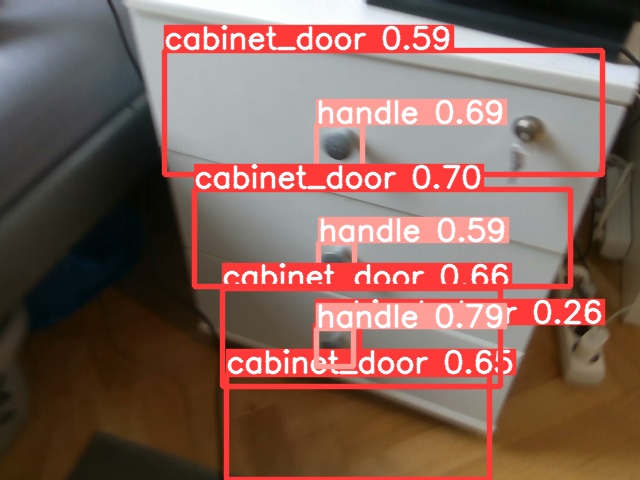 cabinet_door 0.59
handle 0.69
cabinet_door 0.70
handle 0.59
cabinet_door 0.66
r 0.26
handle 0.79
cabinet_door 0.65